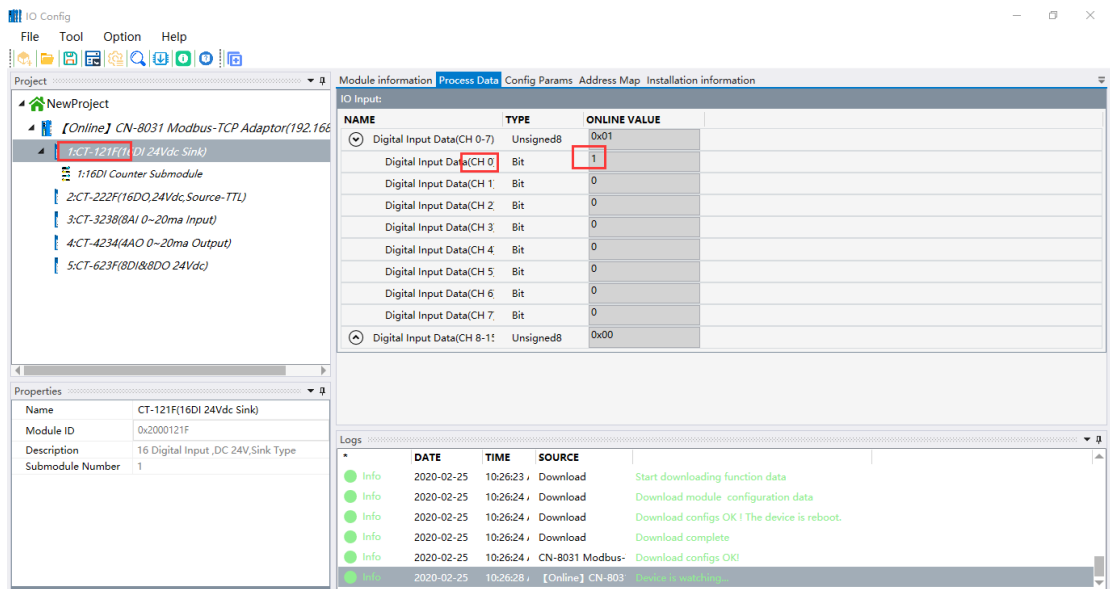 IO Config
File Tool Option Help
Project
NewProject
【Online】CN-8031 Modbus-TCP Adaptor(192.168
1:CT-121F(16DI 24Vdc Sink)
1:16DI Counter Submodule
2:CT-222F(16DO,24Vdc,Source-TTL)
3:CT-3238(8AI 0~20ma Input)
4:CT-4234(4AO 0~20ma Output)
5:CT-623F(8DI&8DO 24Vdc)
Properties
Name CT-121F(16DI 24Vdc Sink)
Module ID 0x2000121F
Description 16 Digital Input ,DC 24V,Sink Type
Submodule Number 1
Module information Process Data Config Params Address Map Installation information
IO Input:
NAME TYPE ONLINE VALUE
Digital Input Data(CH 0-7) Unsigned8 0x01
Digital Input Data(CH 0) Bit 1
Digital Input Data(CH 1) Bit 0
Digital Input Data(CH 2) Bit 0
Digital Input Data(CH 3) Bit 0
Digital Input Data(CH 4) Bit 0
Digital Input Data(CH 5) Bit 0
Digital Input Data(CH 6) Bit 0
Digital Input Data(CH 7) Bit 0
Digital Input Data(CH 8-15 Unsigned8 0x00
Logs
* DATE TIME SOURCE
Info 2020-02-25 10:26:23 Download Start downloading function data
Info 2020-02-25 10:26:24 Download Download module configuration data
Info 2020-02-25 10:26:24 Download Download configs OK ! The device is reboot.
Info 2020-02-25 10:26:24 Download Download complete
Info 2020-02-25 10:26:24 CN-8031 Modbus- Download configs OK!
Info 2020-02-25 10:26:28 【Online】CN-803 Device is watching...